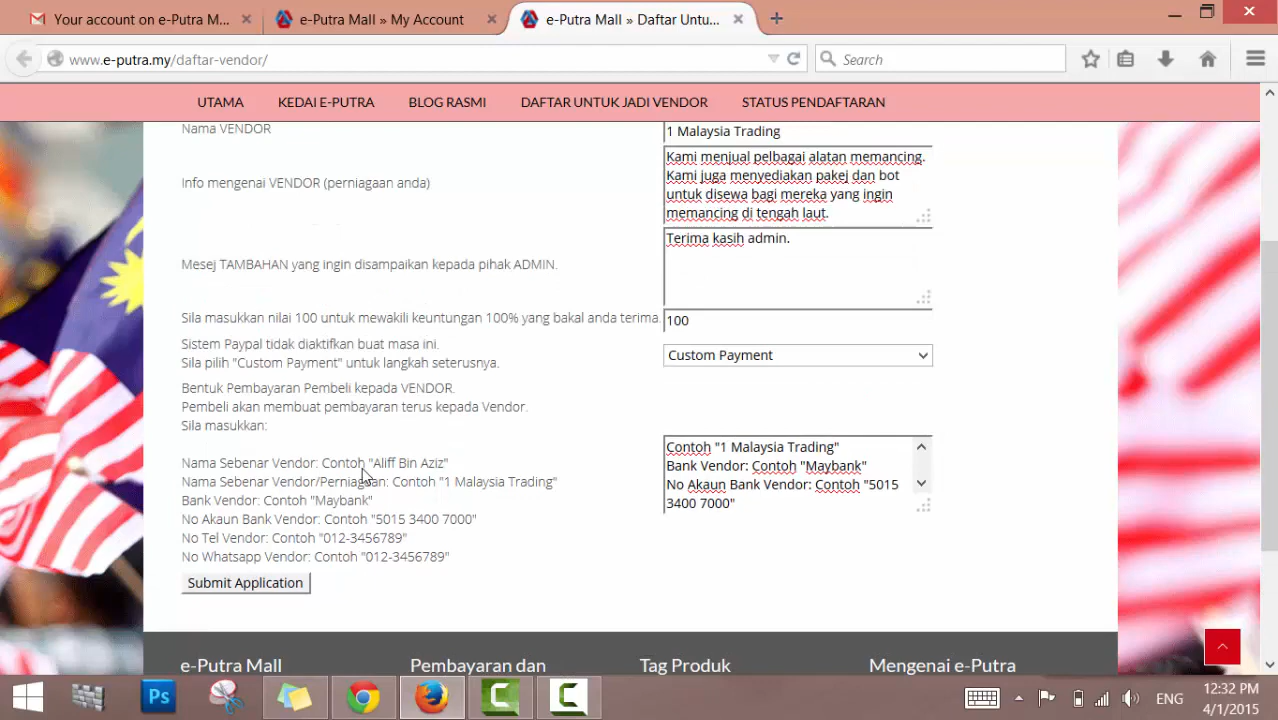 Your account on e-Putra M...
e-Putra Mall » My Account
e-Putra Mall » Daftar Untu...
www.e-putra.my/daftar-vendor/
Search
UTAMA
KEDAI E-PUTRA
BLOG RASMI
DAFTAR UNTUK JADI VENDOR
STATUS PENDAFTARAN
Nama VENDOR
1 Malaysia Trading
Info mengenai VENDOR (perniagaan anda)
Kami menjual pelbagai alatan memancing.
Kami juga menyediakan pakej dan bot
untuk disewa bagi mereka yang ingin
memancing di tengah laut.
Mesej TAMBAHAN yang ingin disampaikan kepada pihak ADMIN.
Terima kasih admin.
Sila masukkan nilai 100 untuk mewakili keuntungan 100% yang bakal anda terima.
100
Sistem Paypal tidak diaktifkan buat masa ini.
Sila pilih "Custom Payment" untuk langkah seterusnya.
Custom Payment
Bentuk Pembayaran Pembeli kepada VENDOR.
Pembeli akan membuat pembayaran terus kepada Vendor.
Sila masukkan:
Nama Sebenar Vendor: Contoh "Aliff Bin Aziz"
Nama Sebenar Vendor/Perniagaan: Contoh "1 Malaysia Trading"
Bank Vendor: Contoh "Maybank"
No Akaun Bank Vendor: Contoh "5015 3400 7000"
No Tel Vendor: Contoh "012-3456789"
No Whatsapp Vendor: Contoh "012-3456789"
Contoh "1 Malaysia Trading"
Bank Vendor: Contoh "Maybank"
No Akaun Bank Vendor: Contoh "5015
3400 7000"
Submit Application
e-Putra Mall
Pembayaran dan
Tag Produk
Mengenai e-Putra
Ps
ENG
12:32 PM
4/1/2015